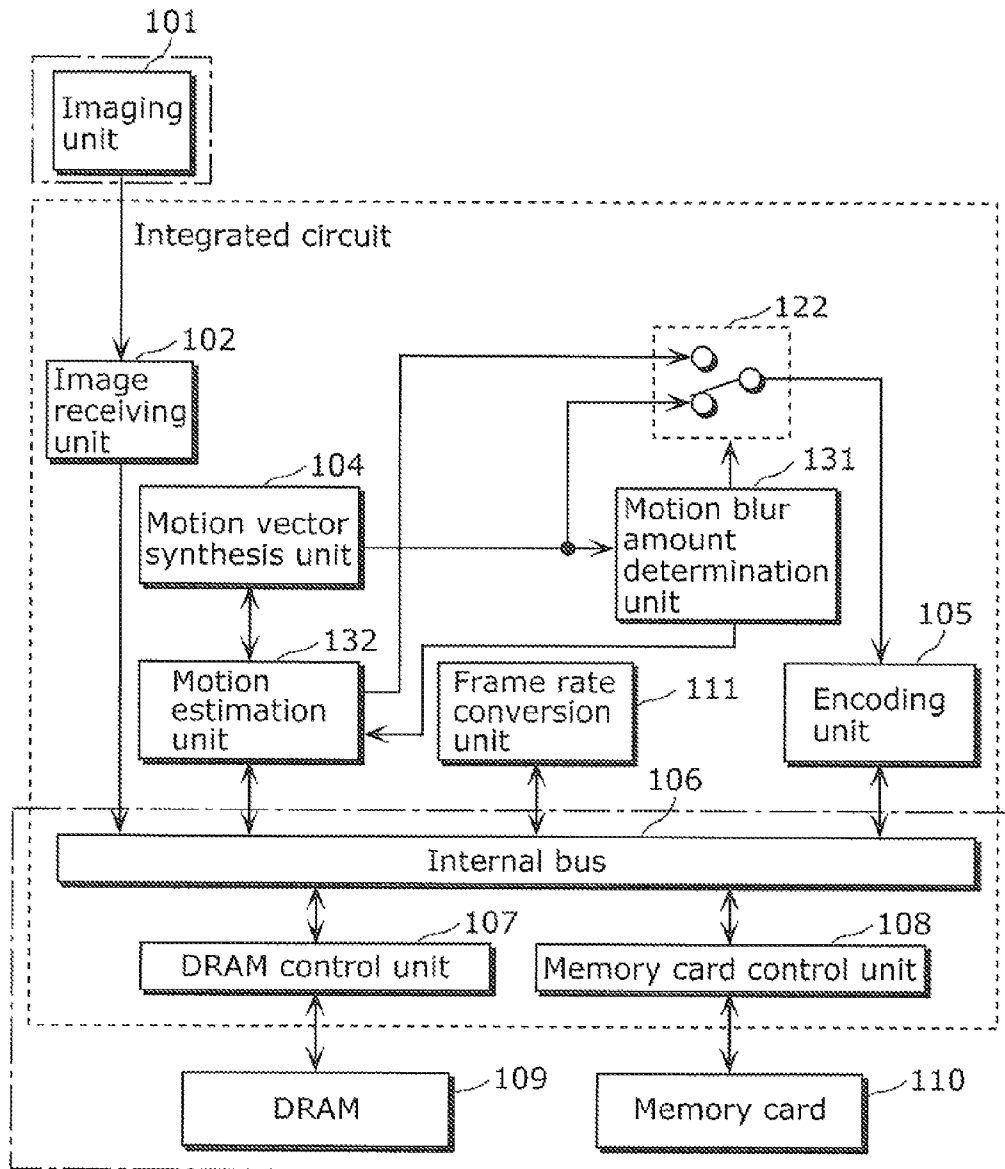 101
Imaging
unit
Integrated circuit
122
102
Image
receiving
unit
104
Motion vector
synthesis unit
131
Motion blur
amount
determination
unit
132
Motion
estimation
unit
Frame rate
conversion
unit
111
105
Encoding
unit
106
Internal bus
107
DRAM control unit
108
Memory card control unit
DRAM
109
Memory card
110